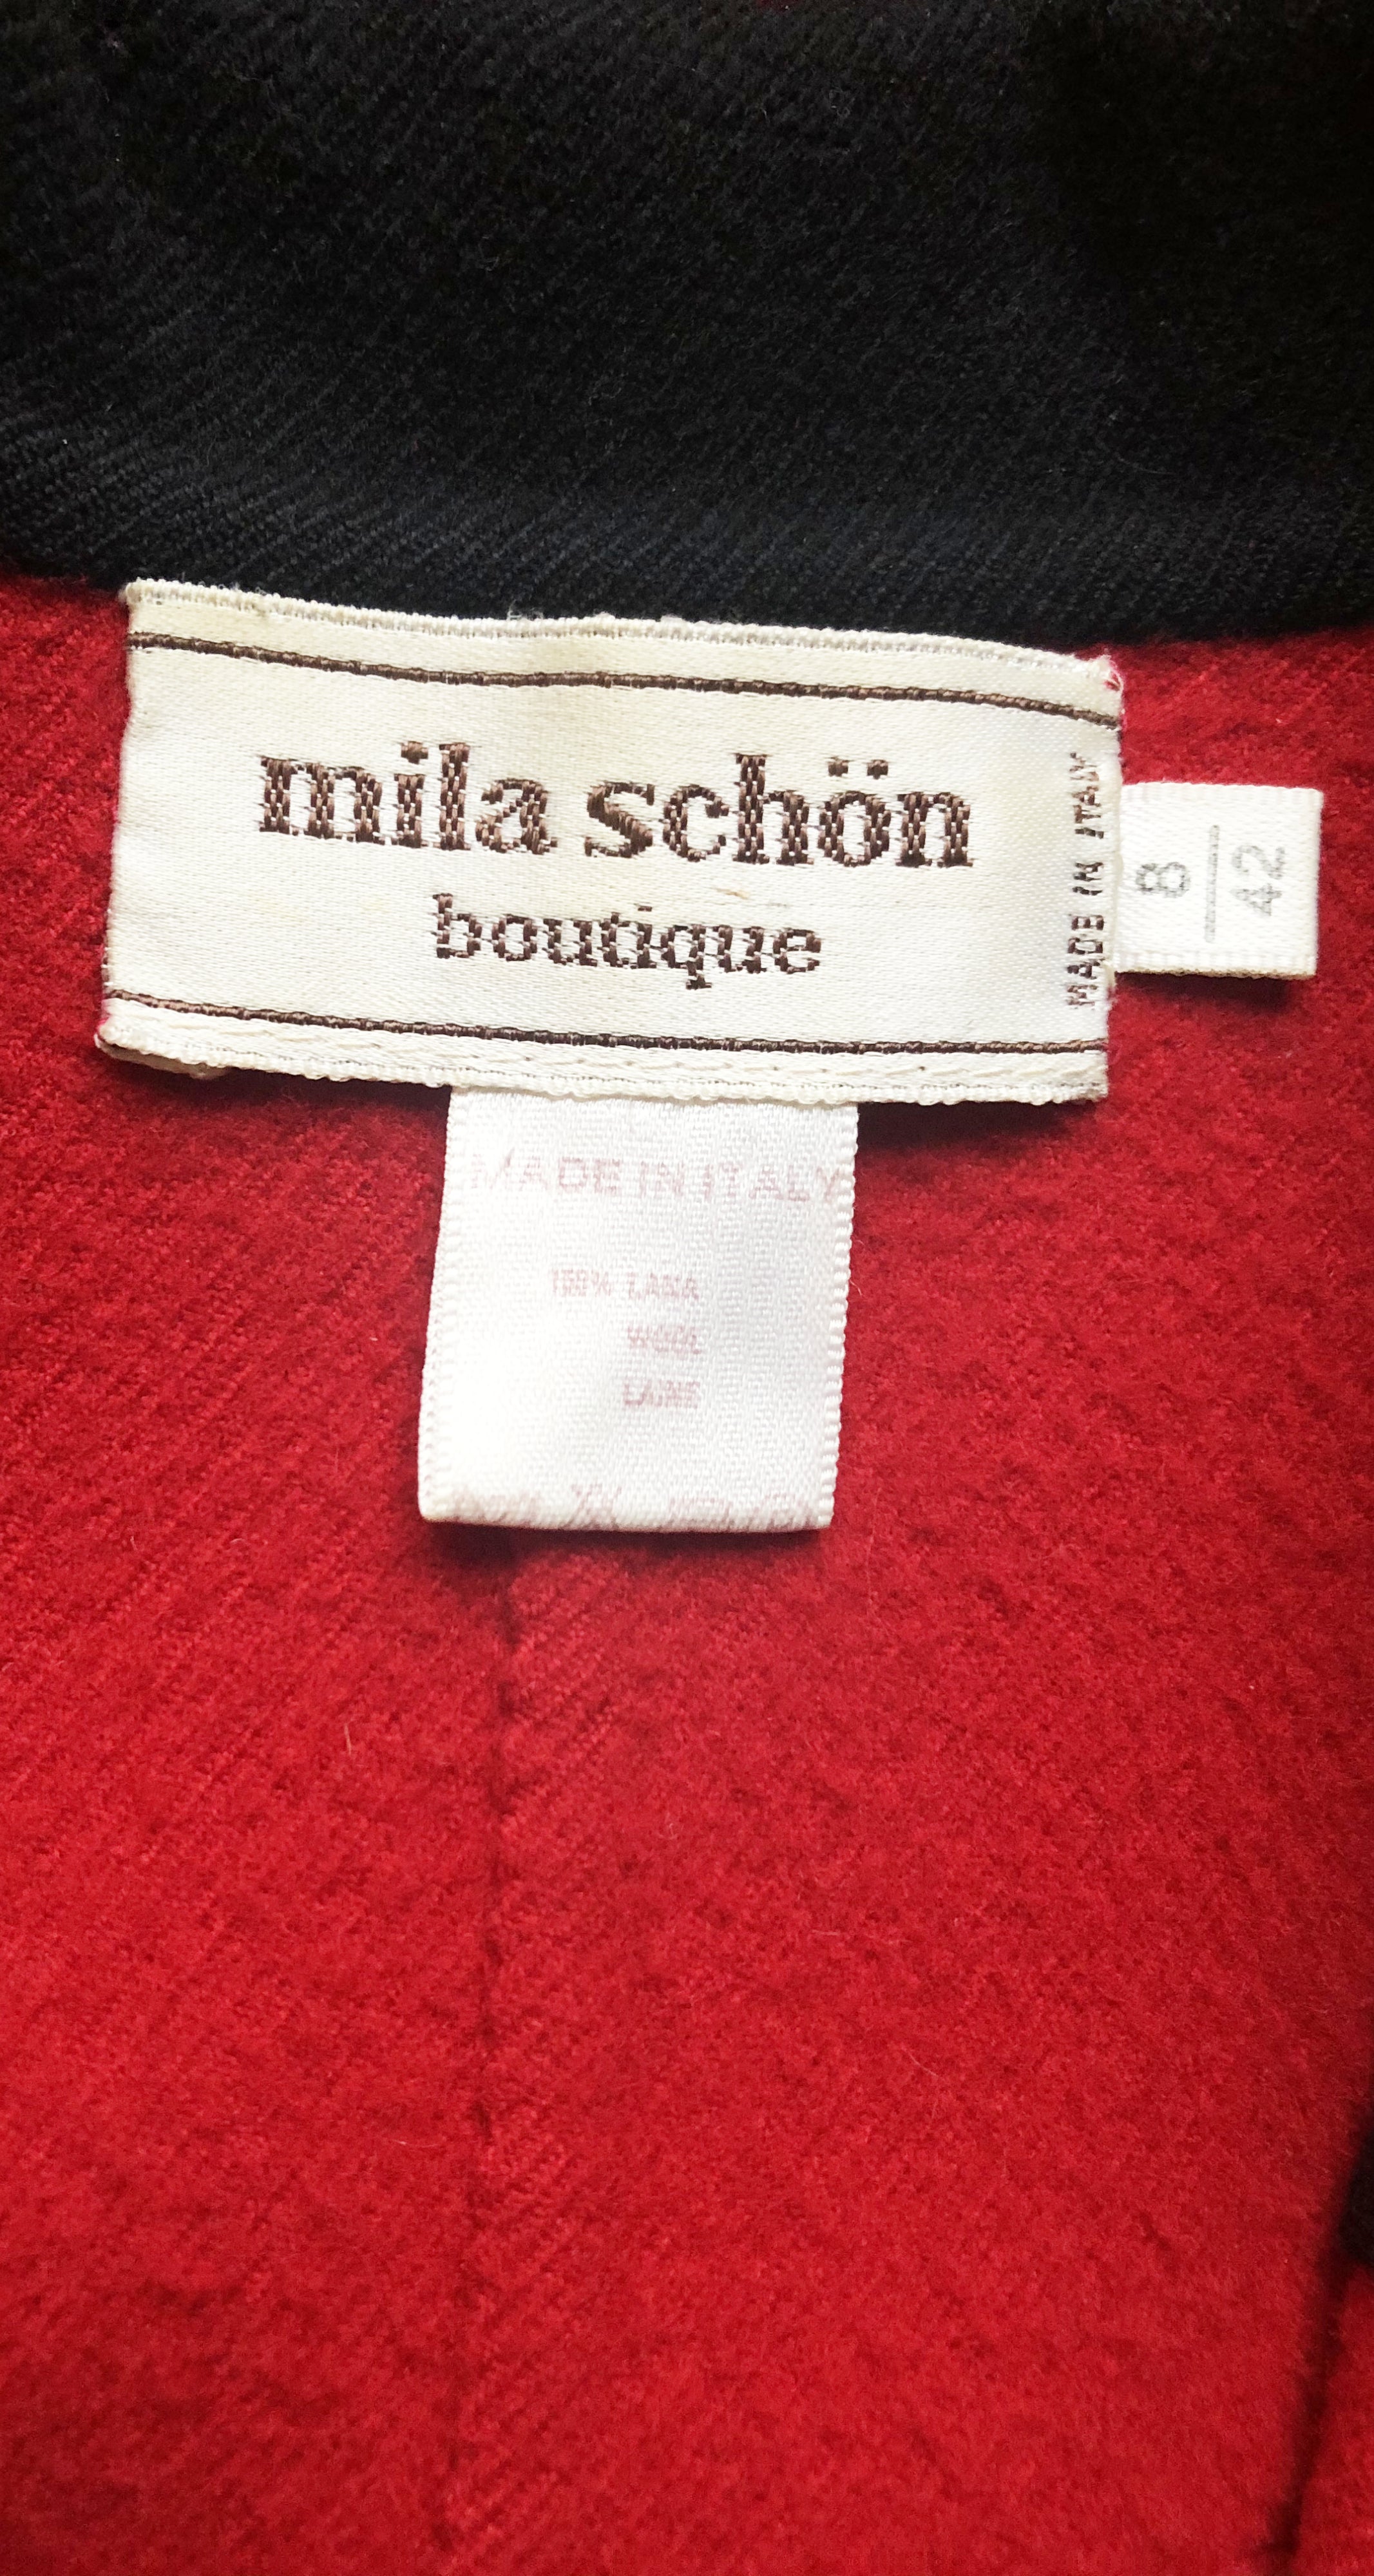 mila schön
boutique
MADE IN ITALY
8
42
MADE IN ITALY
100% LANA
WOOL
LAINE